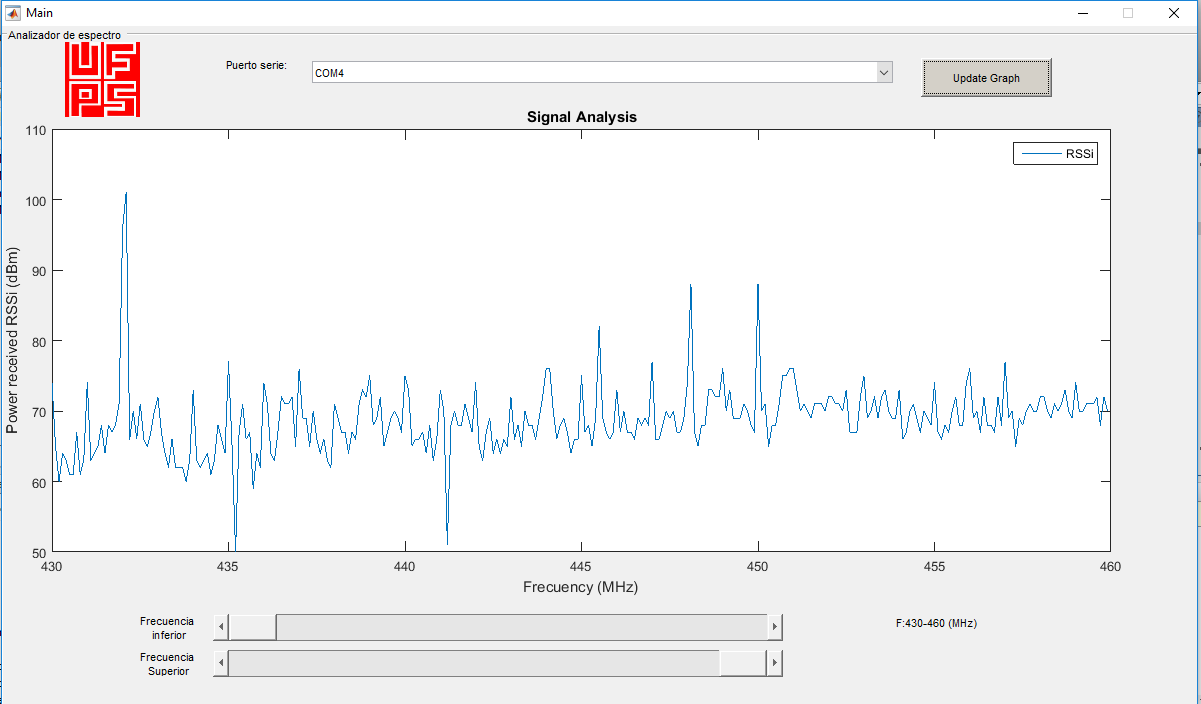 Main
Analizador de espectro
UF
PS
Puerto serie:
COM4
Update Graph
Signal Analysis
RSSi
Power received RSSi (dBm)
110
100
90
80
70
60
50
430
435
440
445
450
455
460
Frecuency (MHz)
Frecuencia
inferior
F:430-460 (MHz)
Frecuencia
Superior